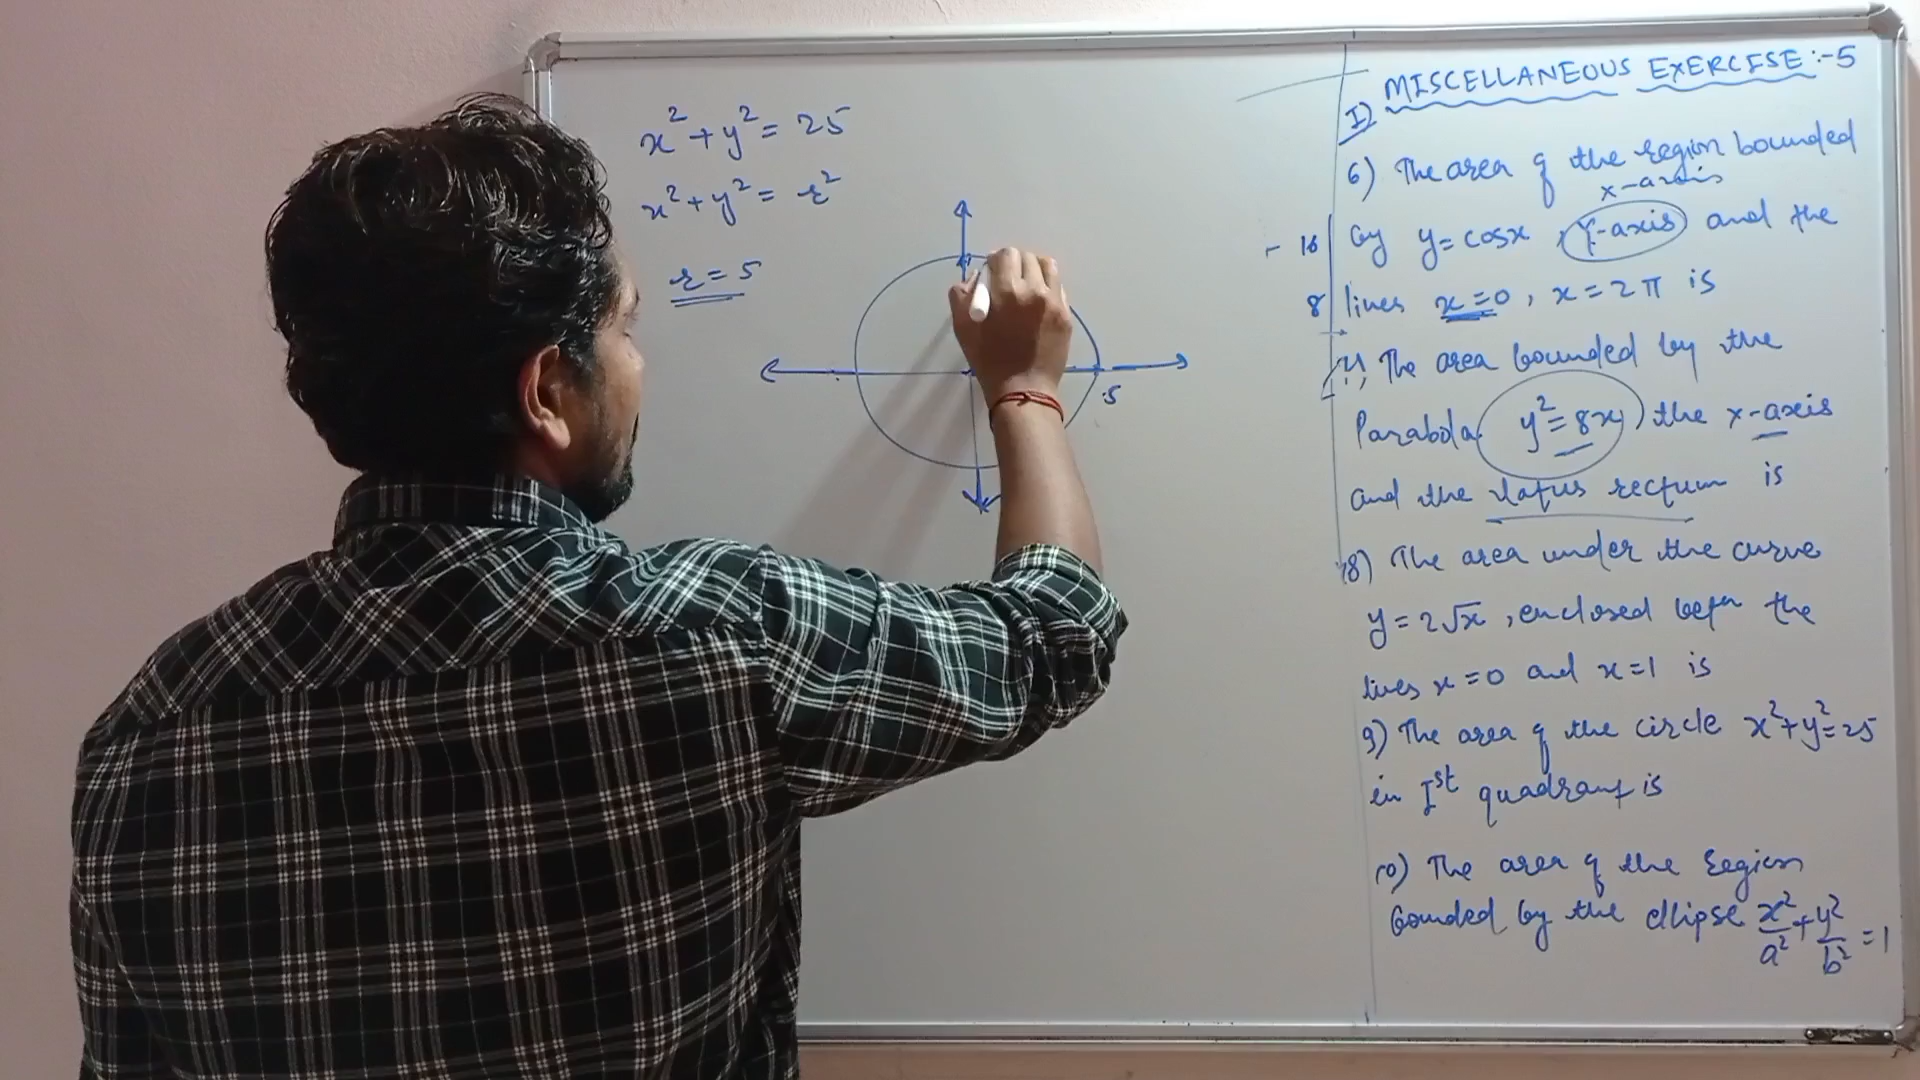 x² + y² = 25
x² + y² = r²
r = 5
5
MISCELLANEOUS EXERCISE :- 5
I)
6) The area of the region bounded
x-axis
by y = cosx , Y-axis and the
lines x = 0 , x = 2π is
The area bounded by the
Parabola y² = 8x, the x-axis
and the latus rectum is
8) The area under the curve
y = 2√x , enclosed betn the
lines x = 0 and x = 1 is
9) The area of the circle x² + y² = 25
in Ist quadrant is
10) The area of the region
bounded by the ellipse x²/a² + y²/b² = 1
- 16
8